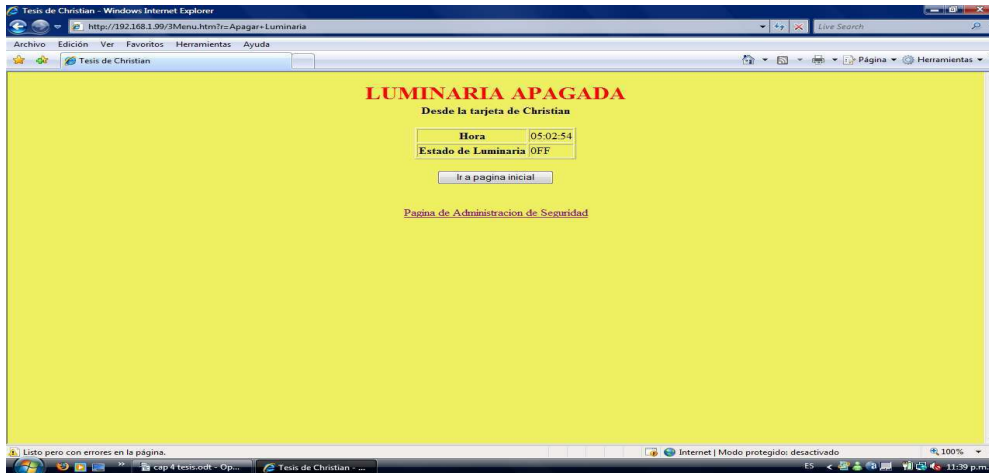 Tesis de Christian - Windows Internet Explorer
http://192.168.1.99/3Menu.htm?r=Apagar+Luminaria
Live Search
Archivo Edición Ver Favoritos Herramientas Ayuda
Tesis de Christian
Página Herramientas
LUMINARIA APAGADA
Desde la tarjeta de Christian
Hora 05:02:54
Estado de Luminaria 0FF
Ir a pagina inicial
Pagina de Administracion de Seguridad
Listo pero con errores en la página.
Internet | Modo protegido: desactivado
100%
cap 4 tesis.odt - Op...
Tesis de Christian - ...
ES
11:39 p.m.